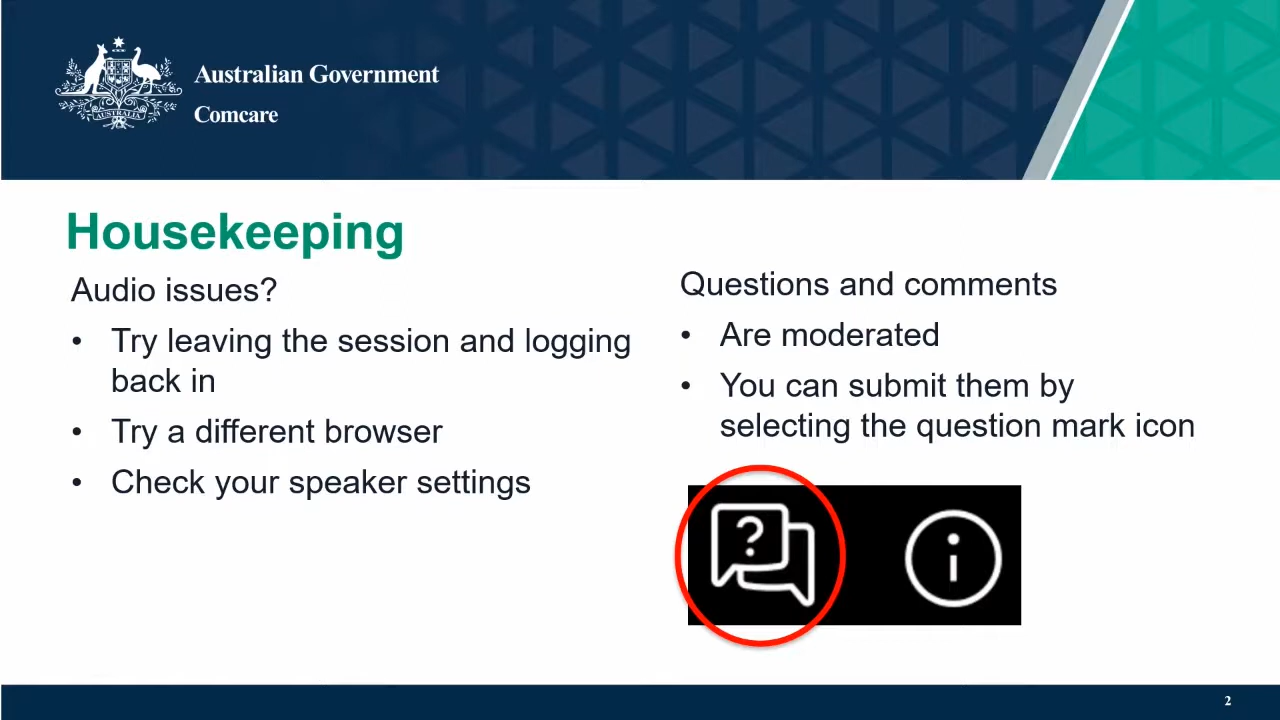 AUSTRALIA
Australian Government
Comcare
Housekeeping
Audio issues?
• Try leaving the session and logging
back in
• Try a different browser
• Check your speaker settings
Questions and comments
• Are moderated
• You can submit them by
selecting the question mark icon
?
i
2